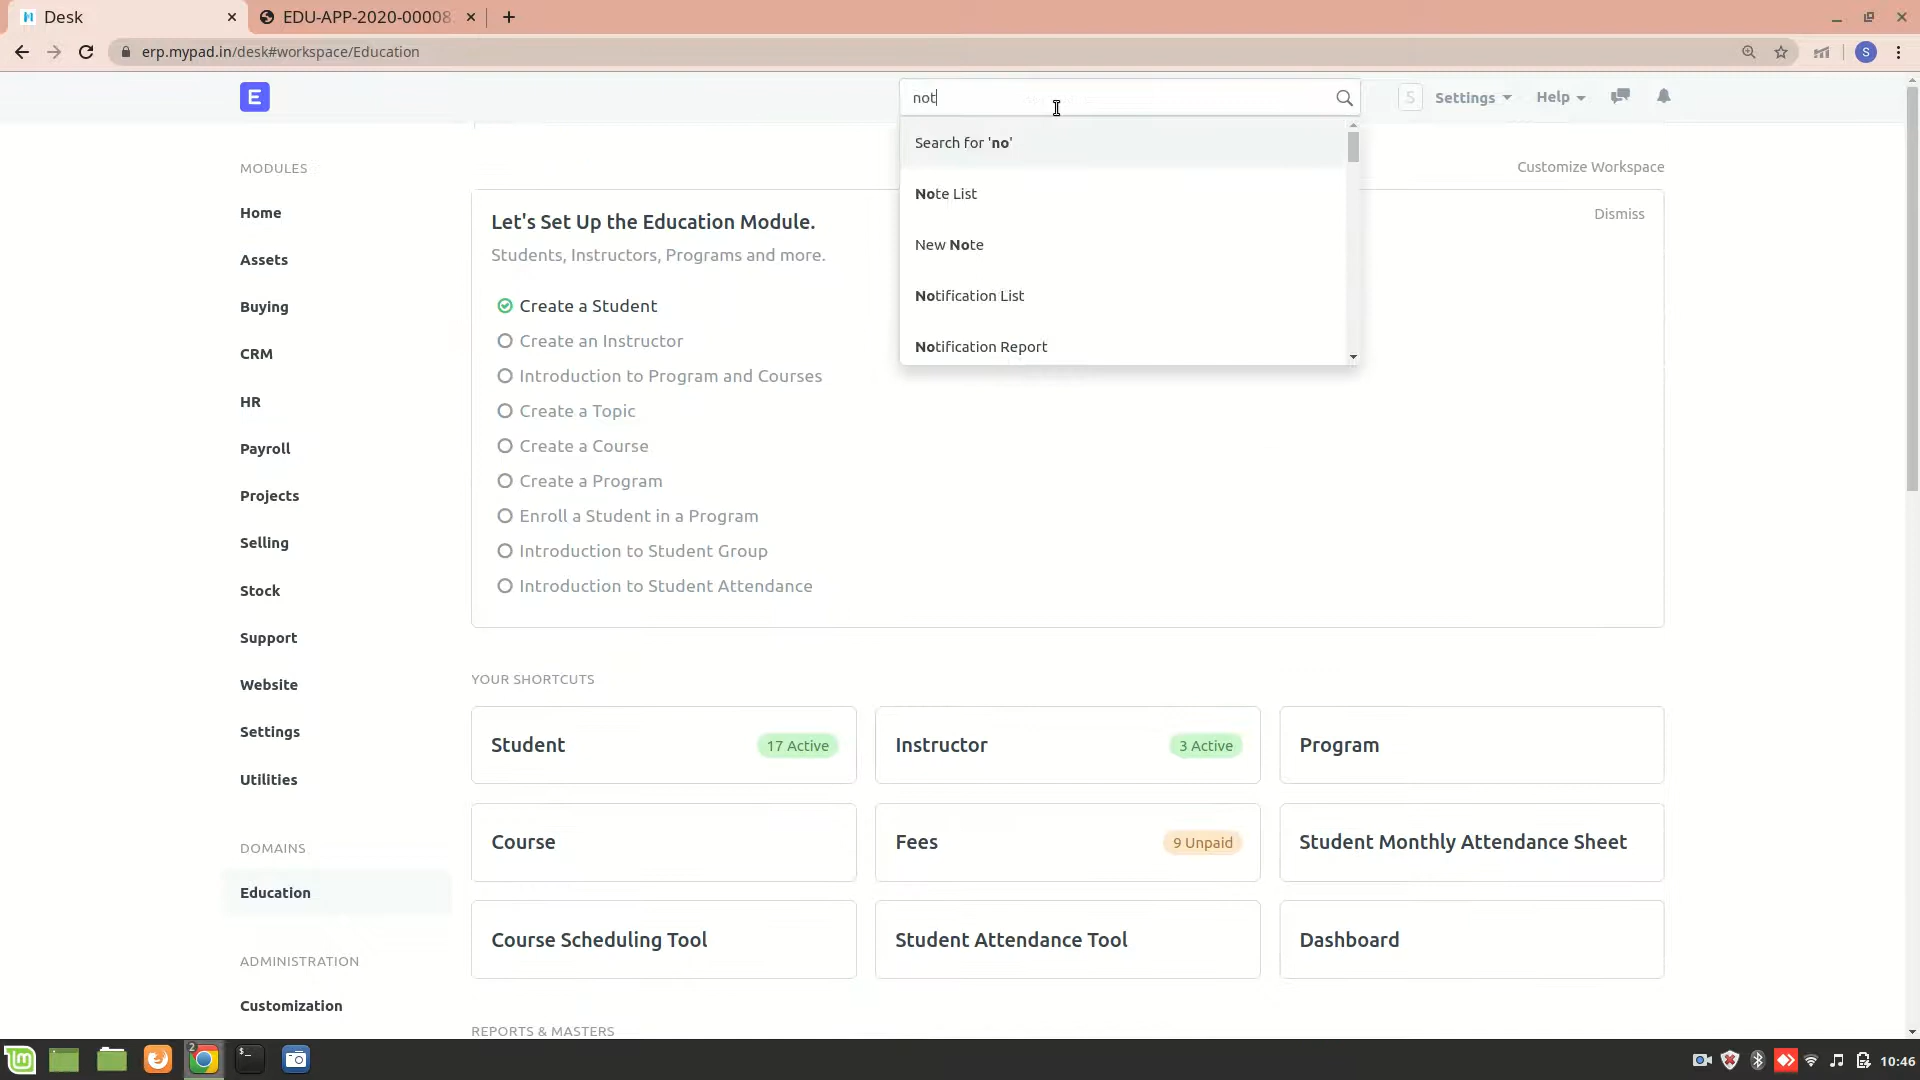 Desk
EDU-APP-2020-00008
erp.mypad.in/desk#workspace/Education
S
E
not
S
Settings
Help
Search for 'no'
Note List
New Note
Notification List
Notification Report
MODULES
Customize Workspace
Home
Assets
Buying
CRM
HR
Payroll
Projects
Selling
Stock
Support
Website
Settings
Utilities
DOMAINS
Education
ADMINISTRATION
Customization
Let's Set Up the Education Module.
Dismiss
Students, Instructors, Programs and more.
Create a Student
Create an Instructor
Introduction to Program and Courses
Create a Topic
Create a Course
Create a Program
Enroll a Student in a Program
Introduction to Student Group
Introduction to Student Attendance
YOUR SHORTCUTS
Student 17 Active
Instructor 3 Active
Program
Course
Fees 9 Unpaid
Student Monthly Attendance Sheet
Course Scheduling Tool
Student Attendance Tool
Dashboard
REPORTS & MASTERS
2
10:46